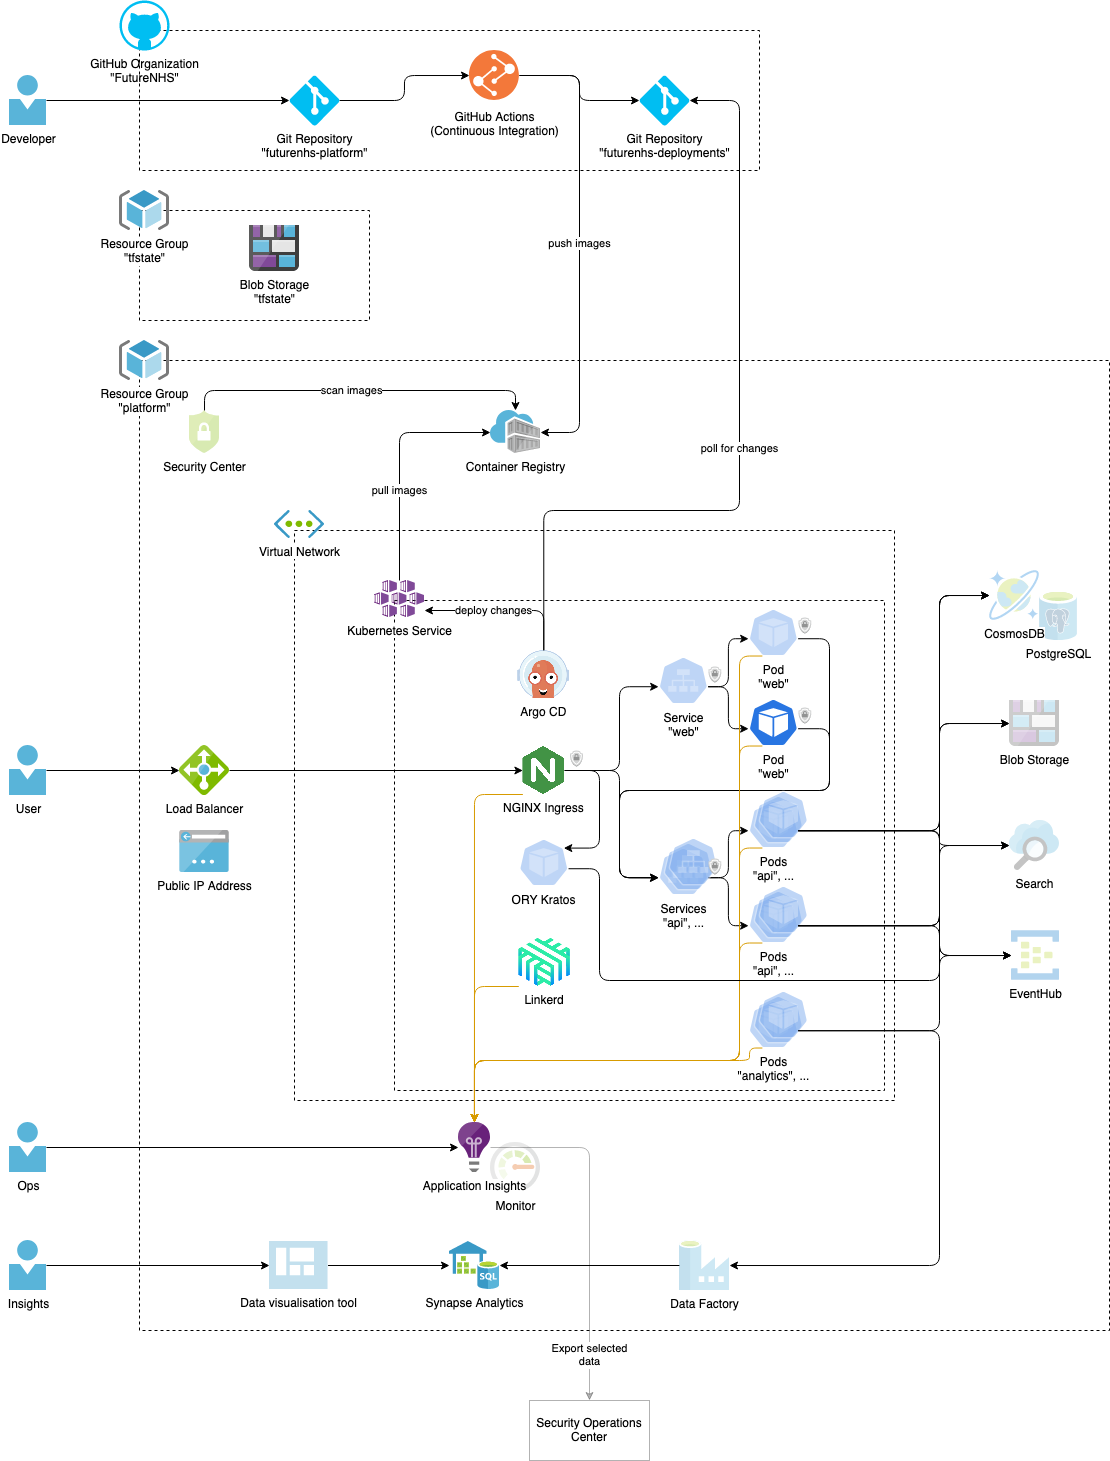 GitHub Organization
"FutureNHS"
Developer
Git Repository
"futurenhs-platform"
GitHub Actions
(Continuous Integration)
Git Repository
"futurenhs-deployments"
Resource Group
"tfstate"
Blob Storage
"tfstate"
push images
Resource Group
"platform"
scan images
Security Center
Container Registry
poll for changes
pull images
Virtual Network
Kubernetes Service
deploy changes
Argo CD
CosmosDB
PostgreSQL
Pod
"web"
Service
"web"
Pod
"web"
Blob Storage
User
Load Balancer
NGINX Ingress
Public IP Address
ORY Kratos
Services
"api", ...
Pods
"api", ...
Search
Pods
"api", ...
Linkerd
EventHub
Pods
"analytics", ...
Ops
Application Insights
Monitor
Insights
Data visualisation tool
SQL
Synapse Analytics
Data Factory
Export selected
data
Security Operations
Center